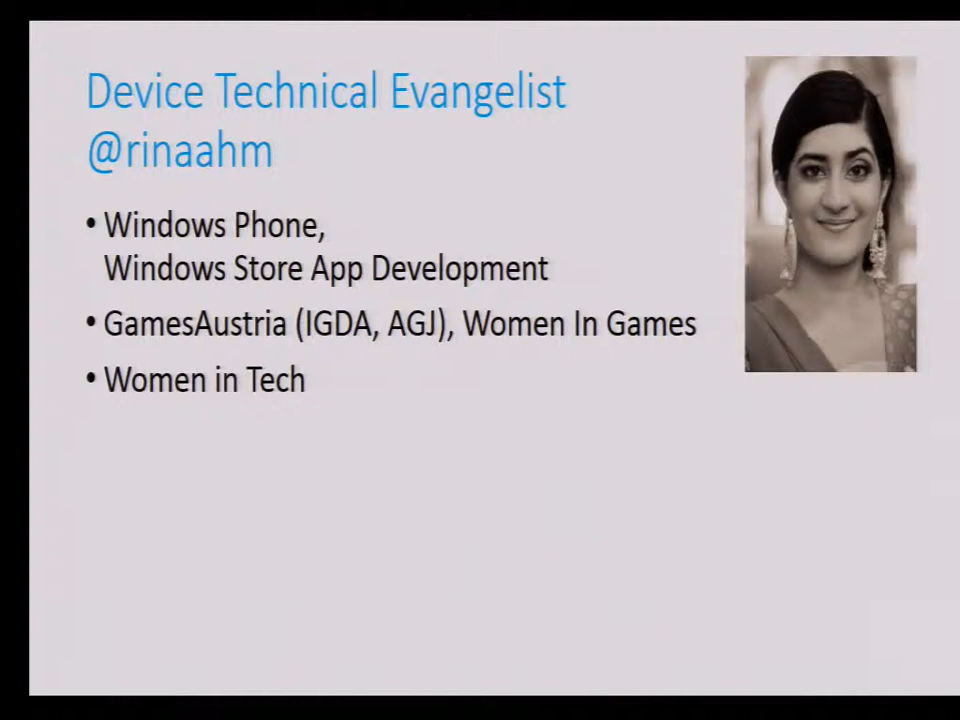 Device Technical Evangelist
@rinaahm
• Windows Phone,
Windows Store App Development
• GamesAustria (IGDA, AGJ), Women In Games
• Women in Tech